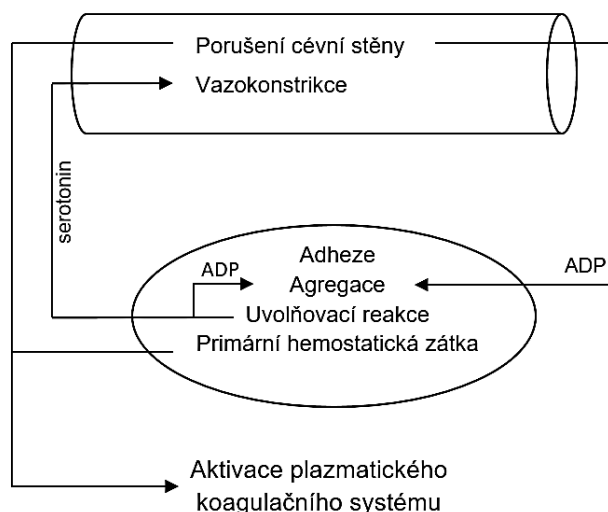 Porušení cévní stěny
Vazokonstrikce
serotonin
Adheze
ADP
Agregace
ADP
Uvolňovací reakce
Primární hemostatická zátka
Aktivace plazmatického
koagulačního systému